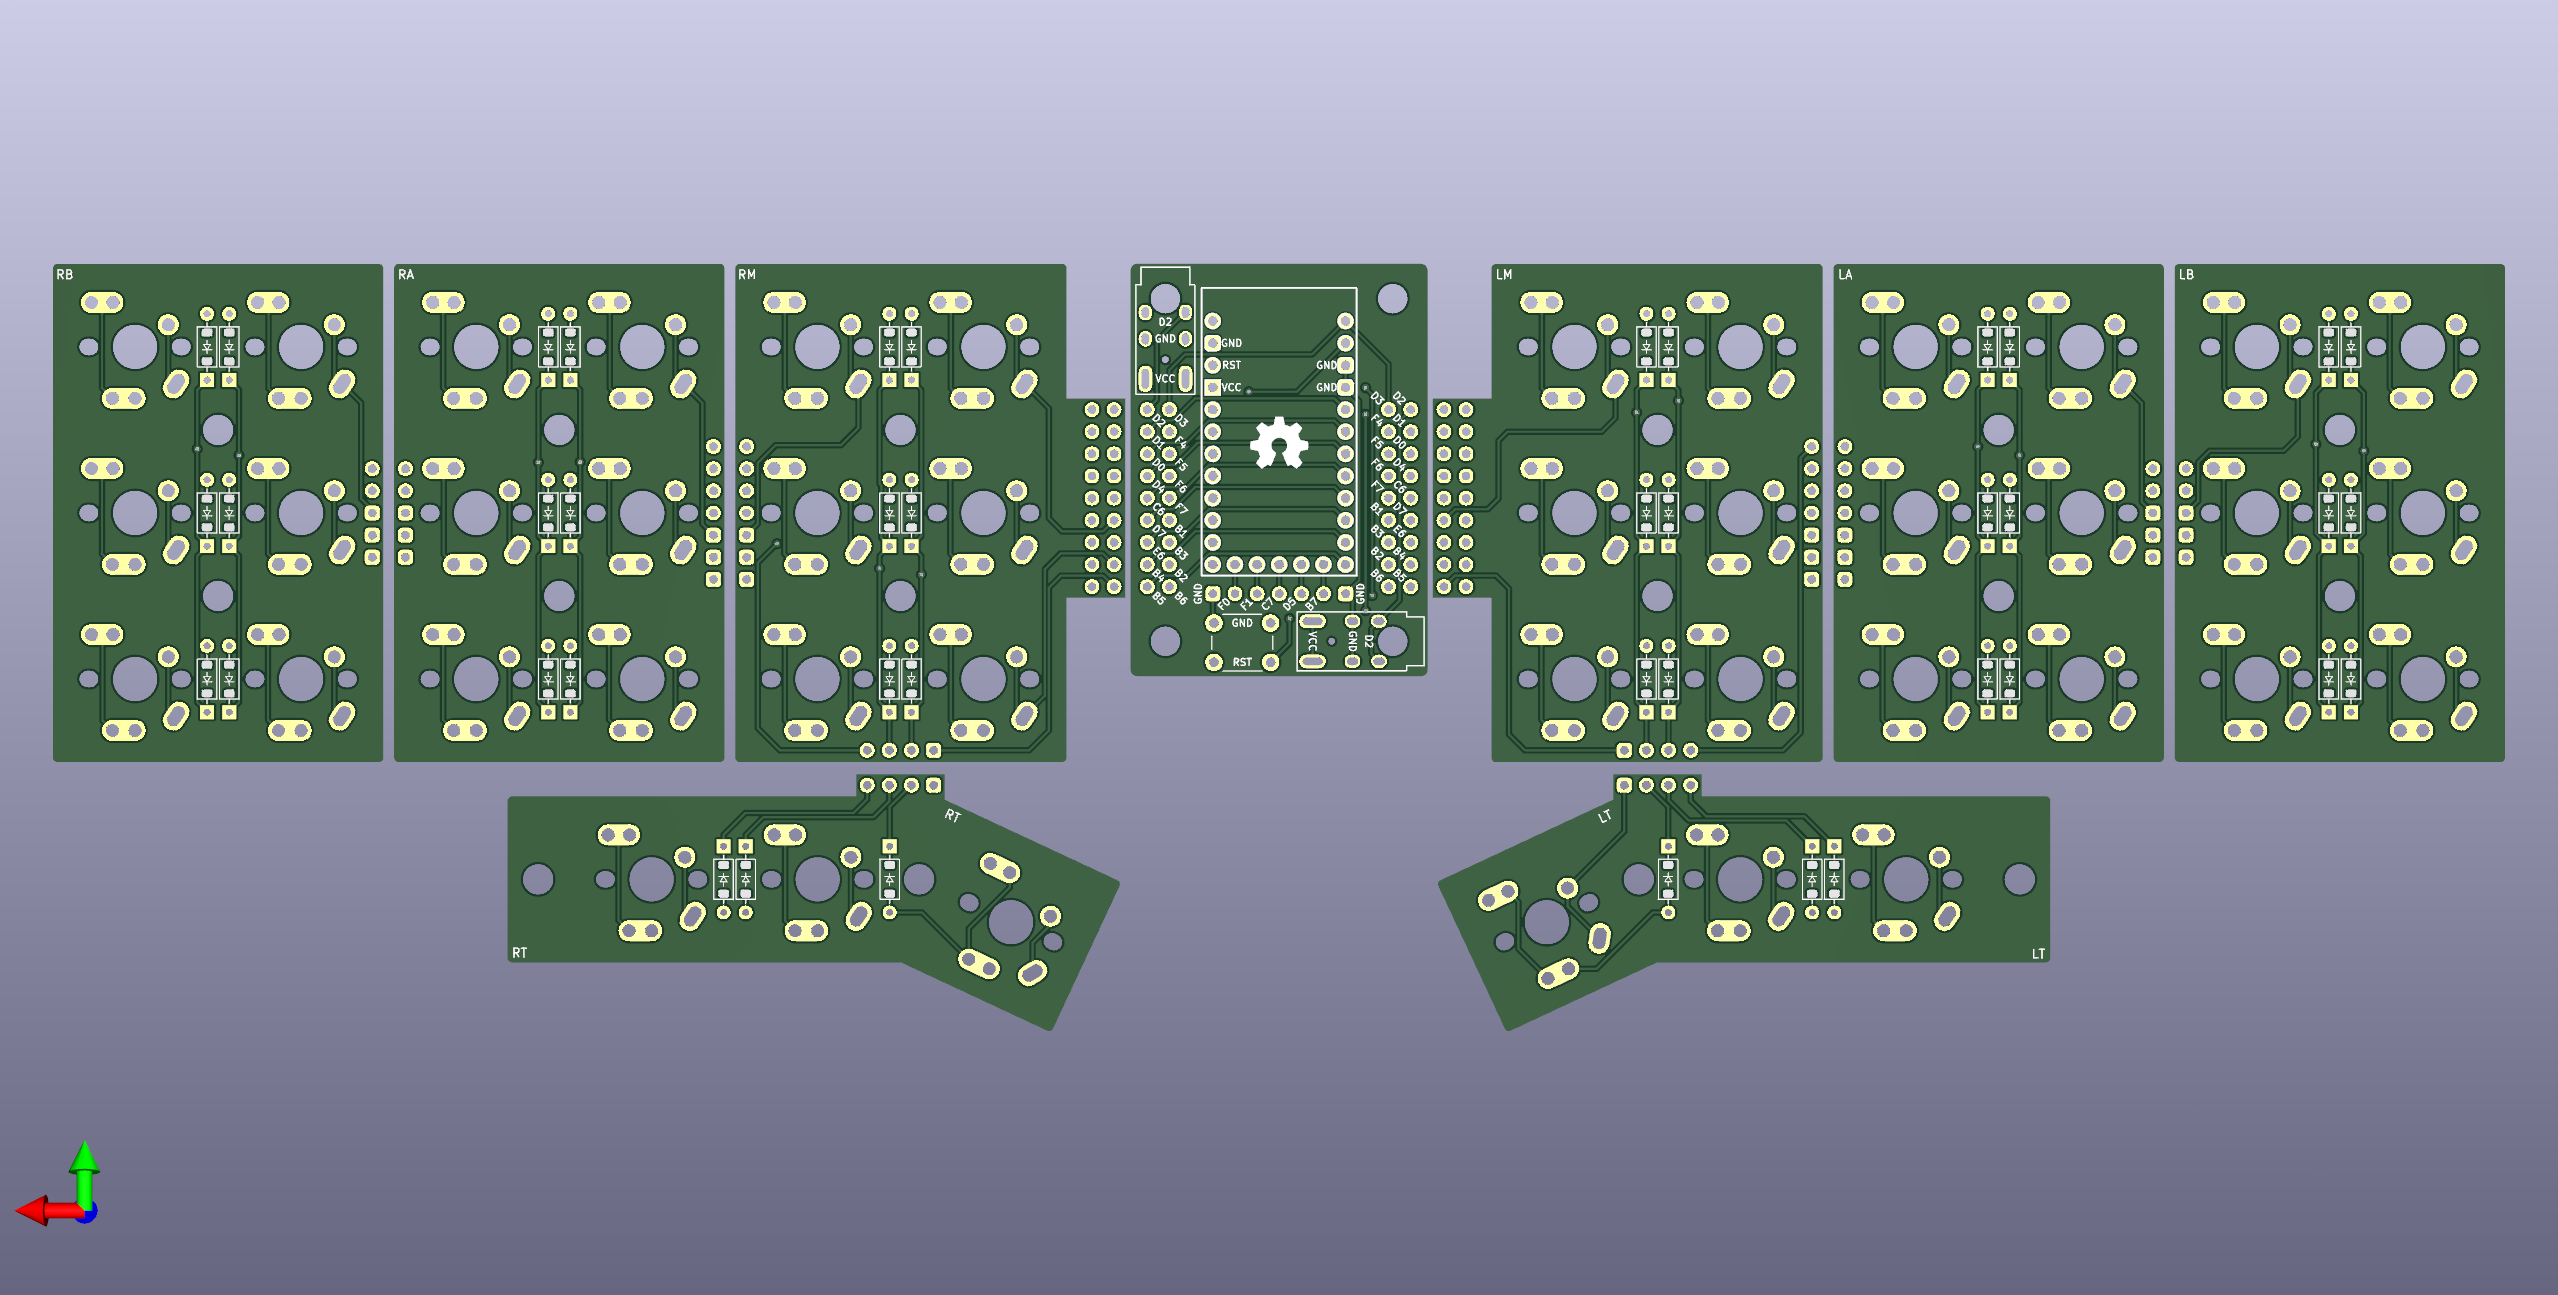 RB
RA
RM
D2
GND
VCC
GND
RST
VCC
GND
GND
D2 D3
D1 F4
D0 F5
D4 F6
C6 F7
D7 B1
E6 B3
B4 B2
B5 B6
D3 D2
F4 D1
F5 D0
F6 D4
F7 C6
B1 D7
B3 E6
B2 B4
B6 B5
GND F0 F1 C7 D5 B7 GND
GND
RST
VCC GND D2
LM
LA
LB
RT
RT
LT
LT